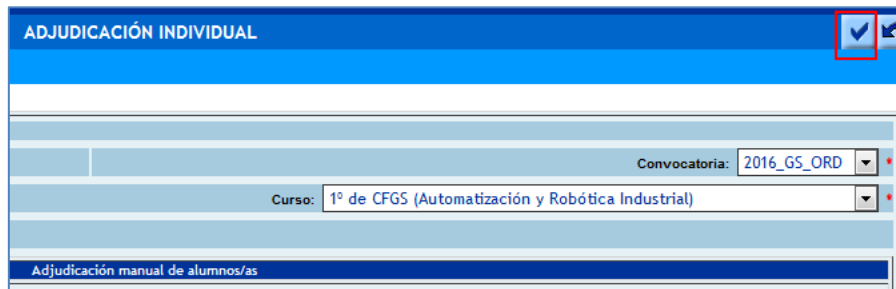 ADJUDICACIÓN INDIVIDUAL
Convocatoria: 2016_GS_ORD *
Curso: 1º de CFGS (Automatización y Robótica Industrial) *
Adjudicación manual de alumnos/as